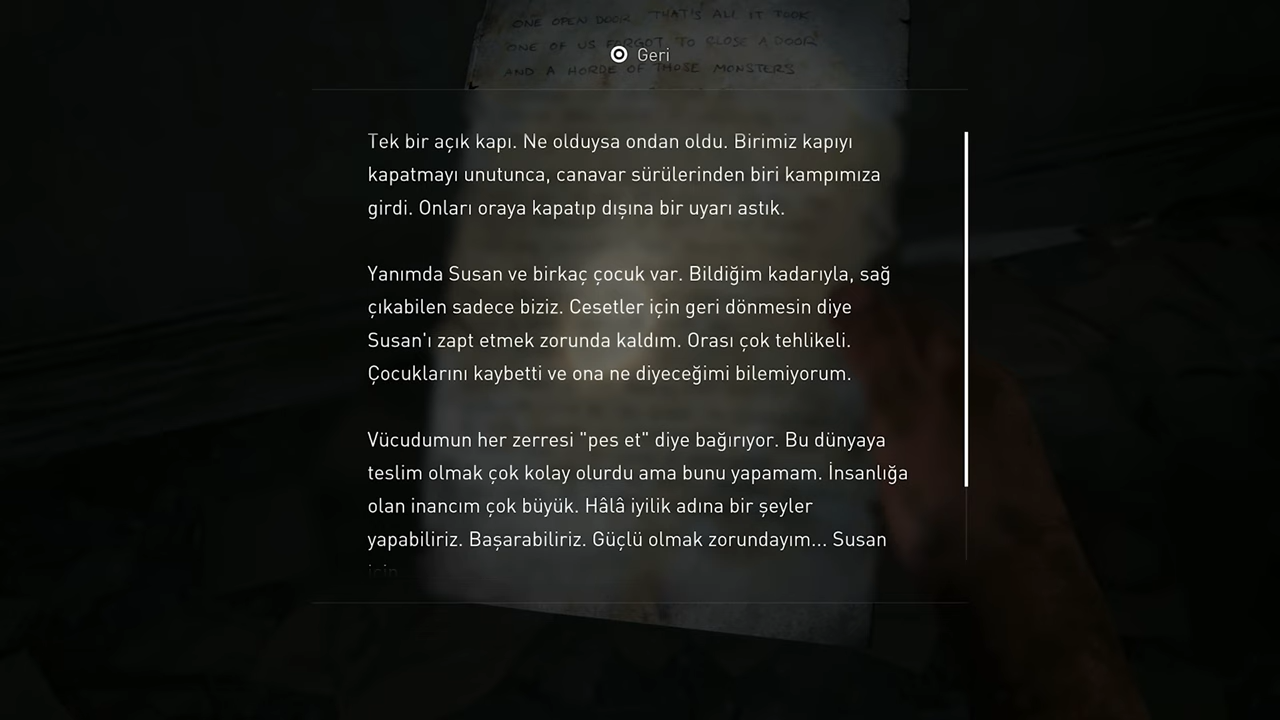 ONE OPEN DOOR. THAT'S ALL IT TOOK.
ONE OF US FORGOT TO CLOSE A DOOR
Geri
AND A HORDE OF THOSE MONSTERS
Tek bir açık kapı. Ne olduysa ondan oldu. Birimiz kapıyı
kapatmayı unutunca, canavar sürülerinden biri kampımıza
girdi. Onları oraya kapatıp dışına bir uyarı astık.
Yanımda Susan ve birkaç çocuk var. Bildiğim kadarıyla, sağ
çıkabilen sadece biziz. Cesetler için geri dönmesin diye
Susan'ı zapt etmek zorunda kaldım. Orası çok tehlikeli.
Çocuklarını kaybetti ve ona ne diyeceğimi bilemiyorum.
Vücudumun her zerresi "pes et" diye bağırıyor. Bu dünyaya
teslim olmak çok kolay olurdu ama bunu yapamam. İnsanlığa
olan inancım çok büyük. Hâlâ iyilik adına bir şeyler
yapabiliriz. Başarabiliriz. Güçlü olmak zorundayım... Susan
için